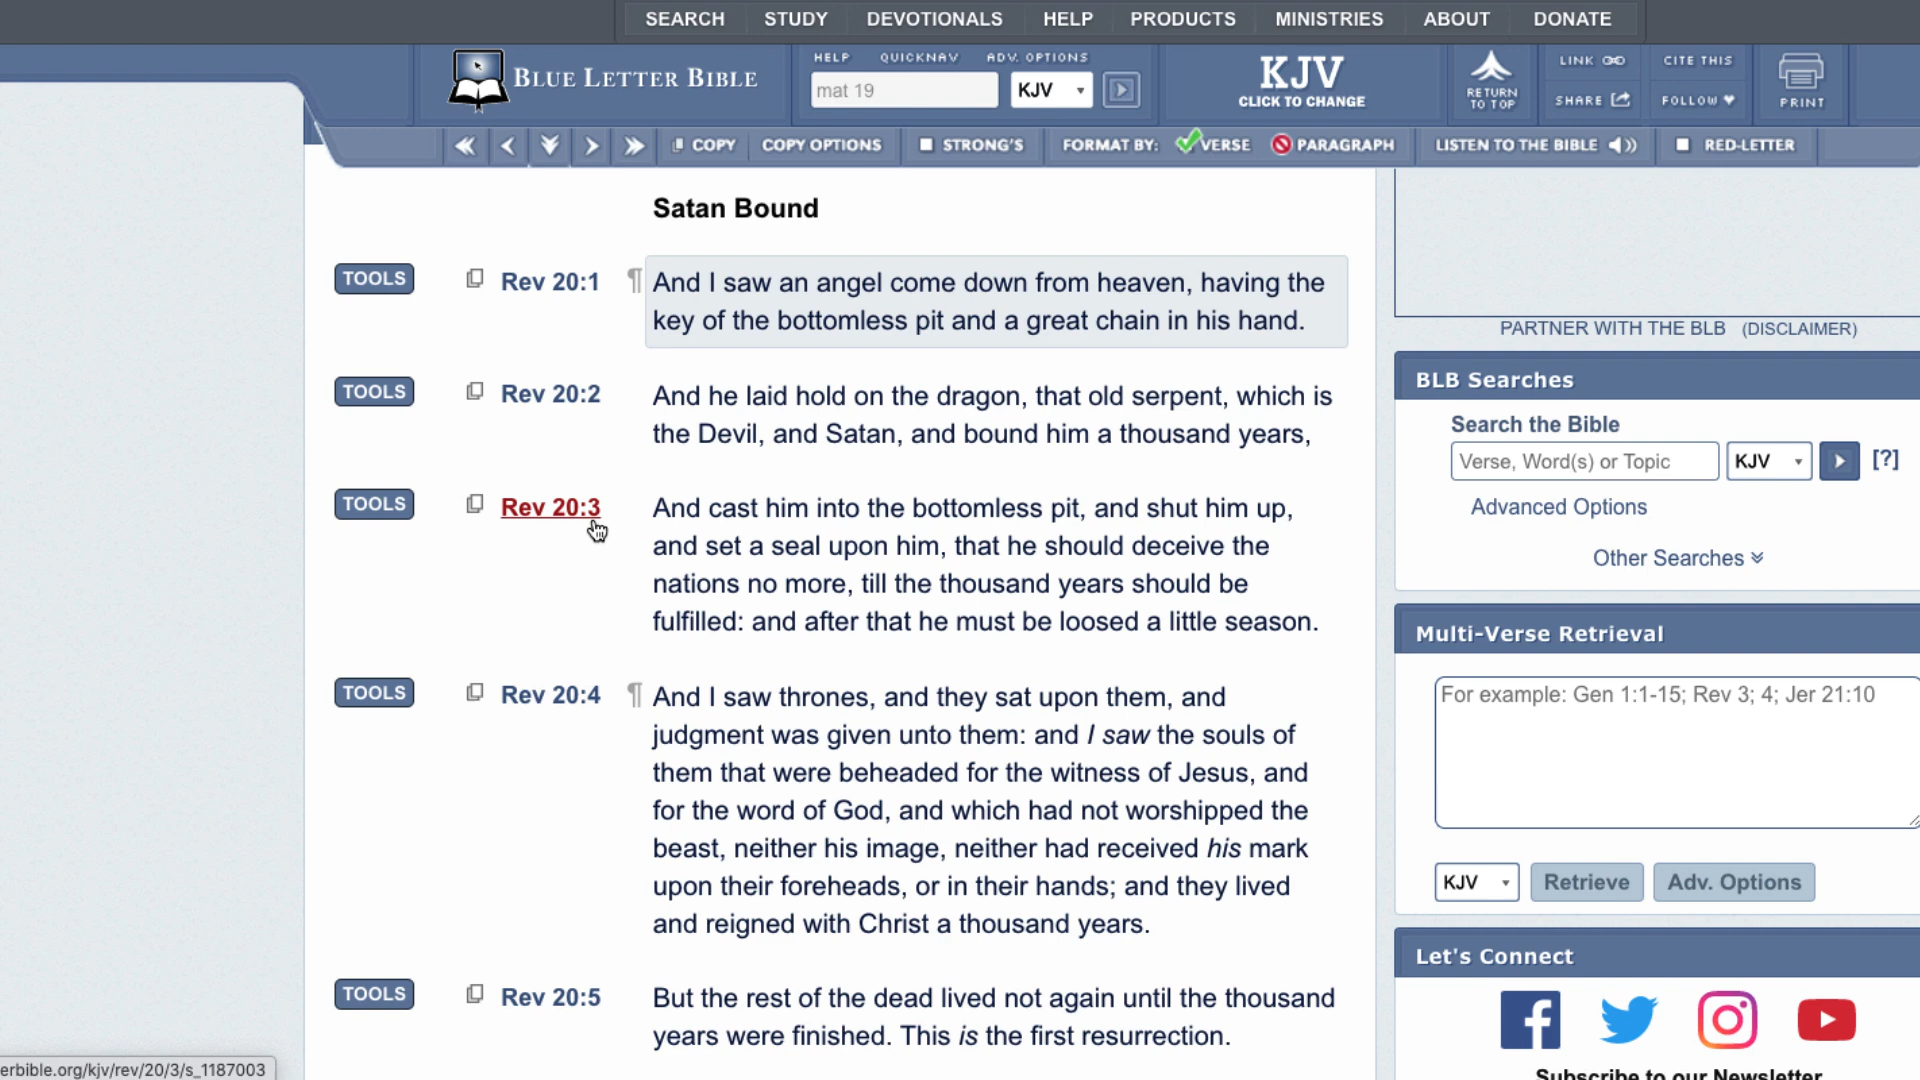 SEARCH STUDY DEVOTIONALS HELP PRODUCTS MINISTRIES ABOUT DONATE
BLUE LETTER BIBLE
HELP QUICKNAV ADV. OPTIONS
mat 19 KJV
KJV
CLICK TO CHANGE
RETURN
TO TOP
LINK CITE THIS
SHARE FOLLOW
PRINT
COPY COPY OPTIONS STRONG'S FORMAT BY: VERSE PARAGRAPH LISTEN TO THE BIBLE RED-LETTER
Satan Bound
TOOLS Rev 20:1 ¶ And I saw an angel come down from heaven, having the
key of the bottomless pit and a great chain in his hand.
TOOLS Rev 20:2 And he laid hold on the dragon, that old serpent, which is
the Devil, and Satan, and bound him a thousand years,
TOOLS Rev 20:3 And cast him into the bottomless pit, and shut him up,
and set a seal upon him, that he should deceive the
nations no more, till the thousand years should be
fulfilled: and after that he must be loosed a little season.
TOOLS Rev 20:4 ¶ And I saw thrones, and they sat upon them, and
judgment was given unto them: and I saw the souls of
them that were beheaded for the witness of Jesus, and
for the word of God, and which had not worshipped the
beast, neither his image, neither had received his mark
upon their foreheads, or in their hands; and they lived
and reigned with Christ a thousand years.
TOOLS Rev 20:5 But the rest of the dead lived not again until the thousand
years were finished. This is the first resurrection.
PARTNER WITH THE BLB (DISCLAIMER)
BLB Searches
Search the Bible
Verse, Word(s) or Topic KJV [?]
Advanced Options
Other Searches
Multi-Verse Retrieval
For example: Gen 1:1-15; Rev 3; 4; Jer 21:10
KJV Retrieve Adv. Options
Let's Connect
Subscribe to our Newsletter
erbible.org/kjv/rev/20/3/s_1187003